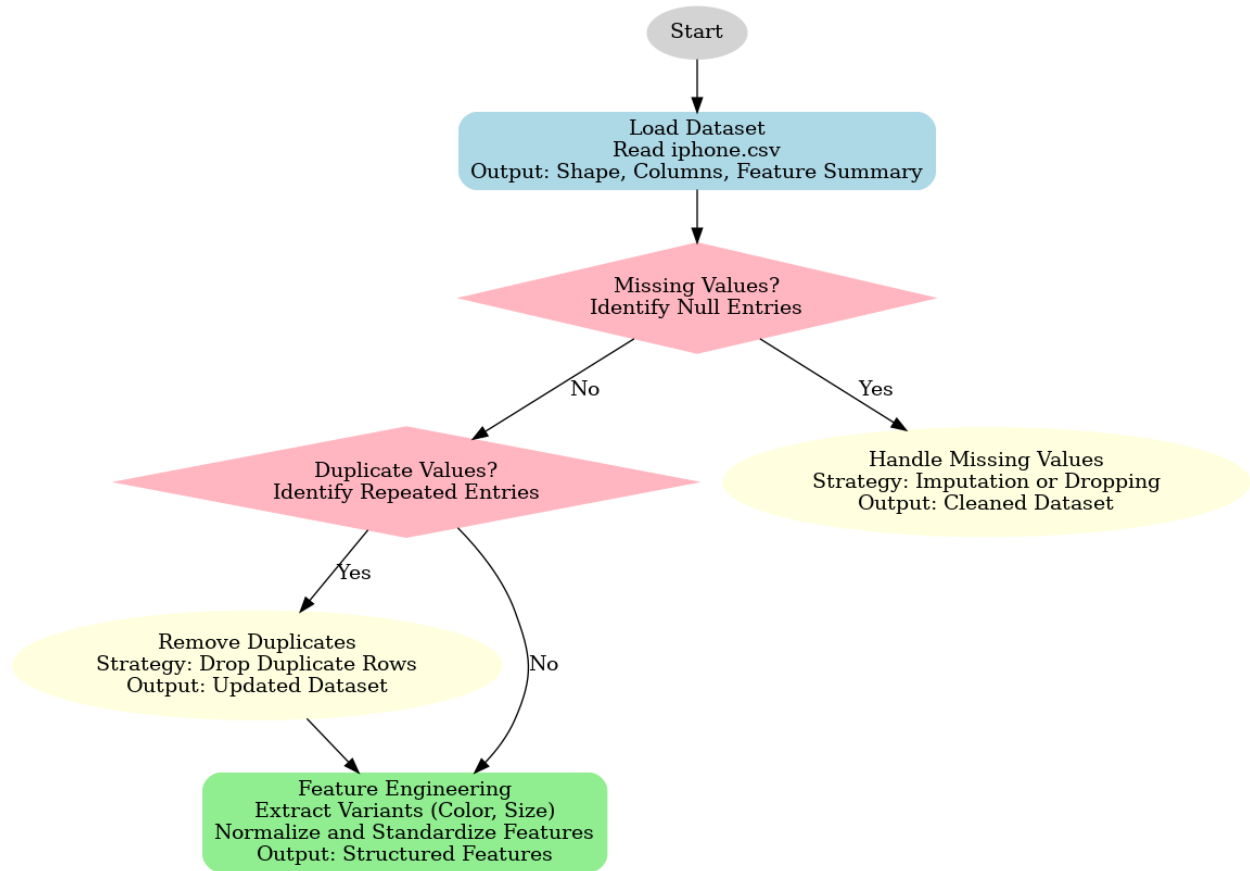 Start
Load Dataset
Read iphone.csv
Output: Shape, Columns, Feature Summary
Missing Values?
Identify Null Entries
No
Yes
Duplicate Values?
Identify Repeated Entries
Handle Missing Values
Strategy: Imputation or Dropping
Output: Cleaned Dataset
Yes
Remove Duplicates
Strategy: Drop Duplicate Rows
Output: Updated Dataset
No
Feature Engineering
Extract Variants (Color, Size)
Normalize and Standardize Features
Output: Structured Features